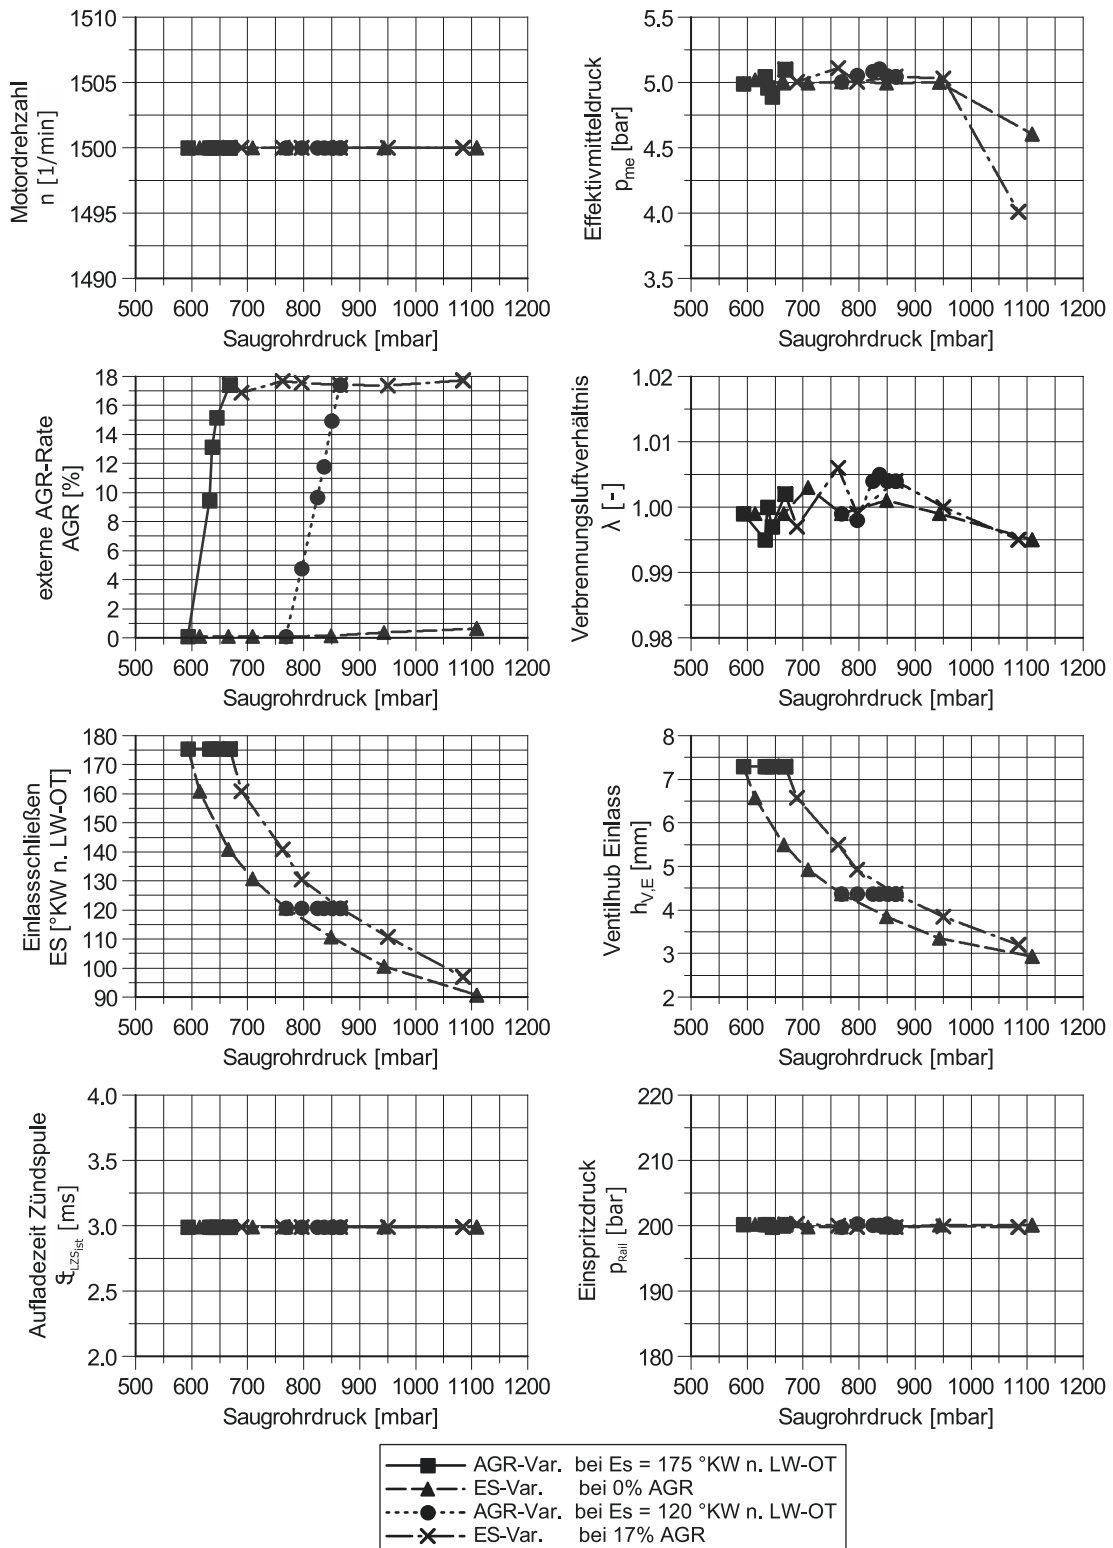 Motordrehzahl
n [1/min]
1510
1505
1500
1495
1490
500 600 700 800 900 1000 1100 1200
Saugrohrdruck [mbar]
Effektivmitteldruck
pme [bar]
5.5
5.0
4.5
4.0
3.5
500 600 700 800 900 1000 1100 1200
Saugrohrdruck [mbar]
externe AGR-Rate
AGR [%]
18
16
14
12
10
8
6
4
2
0
500 600 700 800 900 1000 1100 1200
Saugrohrdruck [mbar]
Verbrennungsluftverhältnis
λ [-]
1.02
1.01
1.00
0.99
0.98
500 600 700 800 900 1000 1100 1200
Saugrohrdruck [mbar]
Einlassschließen
ES [°KW n. LW-OT]
180
170
160
150
140
130
120
110
100
90
500 600 700 800 900 1000 1100 1200
Saugrohrdruck [mbar]
Ventilhub Einlass
hV,E [mm]
8
7
6
5
4
3
2
500 600 700 800 900 1000 1100 1200
Saugrohrdruck [mbar]
Aufladezeit Zündspule
LZSist [ms]
4.0
3.5
3.0
2.5
2.0
500 600 700 800 900 1000 1100 1200
Saugrohrdruck [mbar]
Einspritzdruck
pRail [bar]
220
210
200
190
180
500 600 700 800 900 1000 1100 1200
Saugrohrdruck [mbar]
AGR-Var. bei Es = 175 °KW n. LW-OT
ES-Var. bei 0% AGR
AGR-Var. bei Es = 120 °KW n. LW-OT
ES-Var. bei 17% AGR